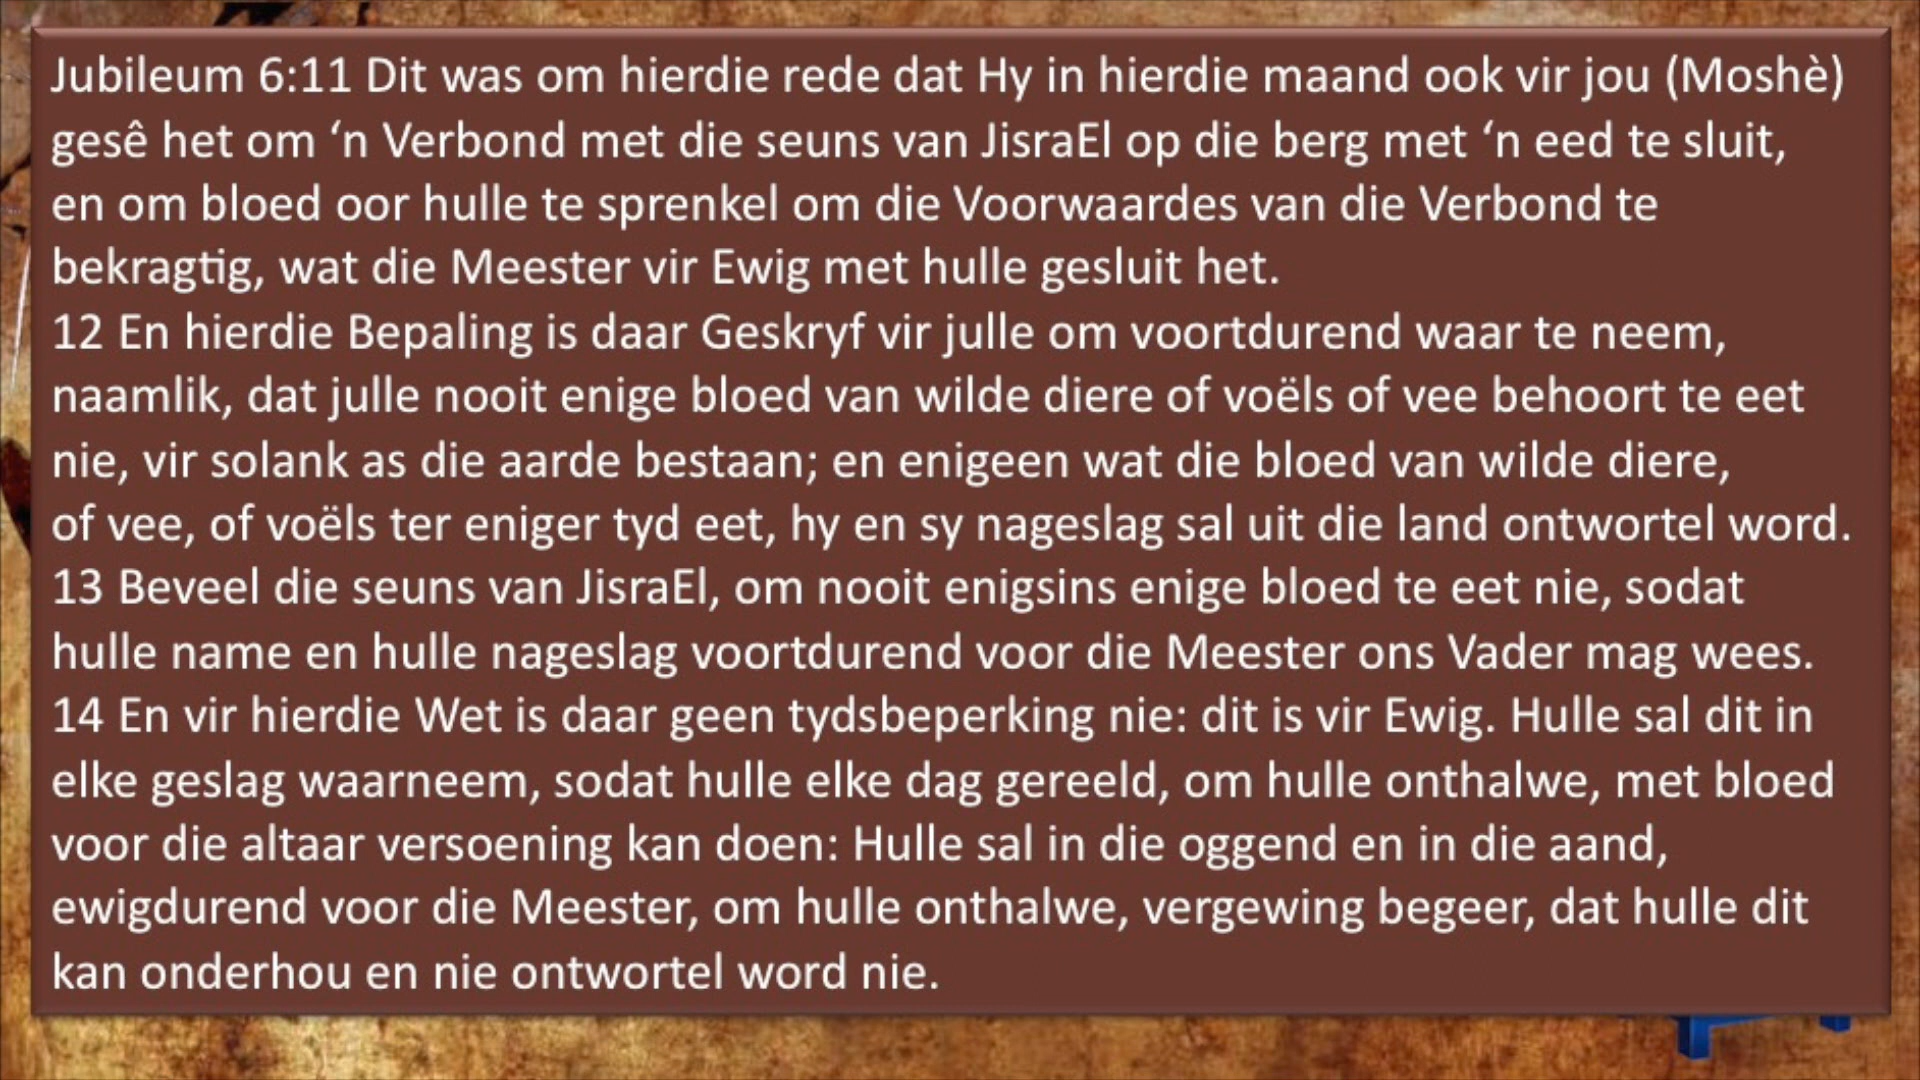 Jubileum 6:11 Dit was om hierdie rede dat Hy in hierdie maand ook vir jou (Moshè)
gesê het om ‘n Verbond met die seuns van JisraEl op die berg met ‘n eed te sluit,
en om bloed oor hulle te sprenkel om die Voorwaardes van die Verbond te
bekragtig, wat die Meester vir Ewig met hulle gesluit het.
12 En hierdie Bepaling is daar Geskryf vir julle om voortdurend waar te neem,
naamlik, dat julle nooit enige bloed van wilde diere of voëls of vee behoort te eet
nie, vir solank as die aarde bestaan; en enigeen wat die bloed van wilde diere,
of vee, of voëls ter eniger tyd eet, hy en sy nageslag sal uit die land ontwortel word.
13 Beveel die seuns van JisraEl, om nooit enigsins enige bloed te eet nie, sodat
hulle name en hulle nageslag voortdurend voor die Meester ons Vader mag wees.
14 En vir hierdie Wet is daar geen tydsbeperking nie: dit is vir Ewig. Hulle sal dit in
elke geslag waarneem, sodat hulle elke dag gereeld, om hulle onthalwe, met bloed
voor die altaar versoening kan doen: Hulle sal in die oggend en in die aand,
ewigdurend voor die Meester, om hulle onthalwe, vergewing begeer, dat hulle dit
kan onderhou en nie ontwortel word nie.